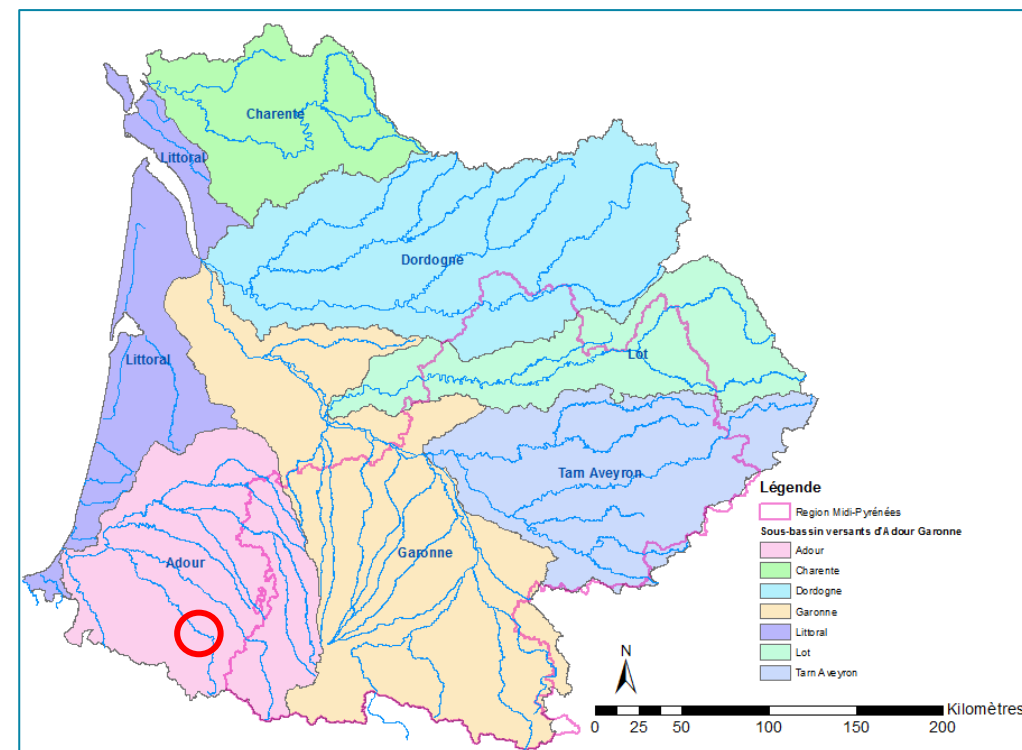 Charente
Littoral
Dordogne
Littoral
Lot
Tarn Aveyron
Garonne
Adour
Légende
Region Midi-Pyrénées
Sous-bassin versants d'Adour Garonne
Adour
Charente
Dordogne
Garonne
Littoral
Lot
Tarn Aveyron
N
Kilomètres
0 25 50 100 150 200